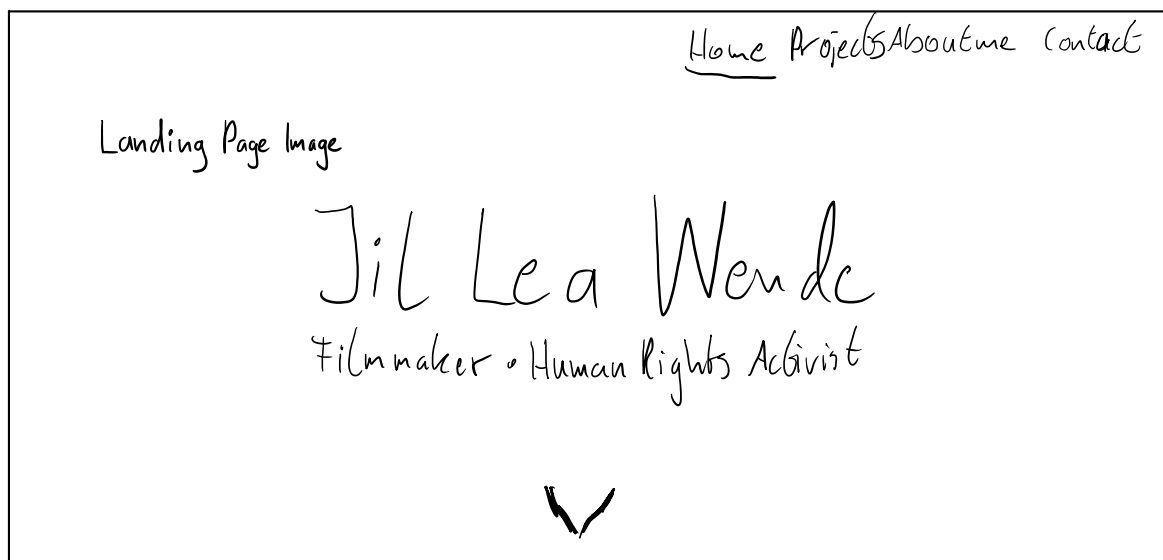 Home Projects About me Contact
Landing Page Image
Jil Lea Wende
Filmmaker • Human Rights Activist